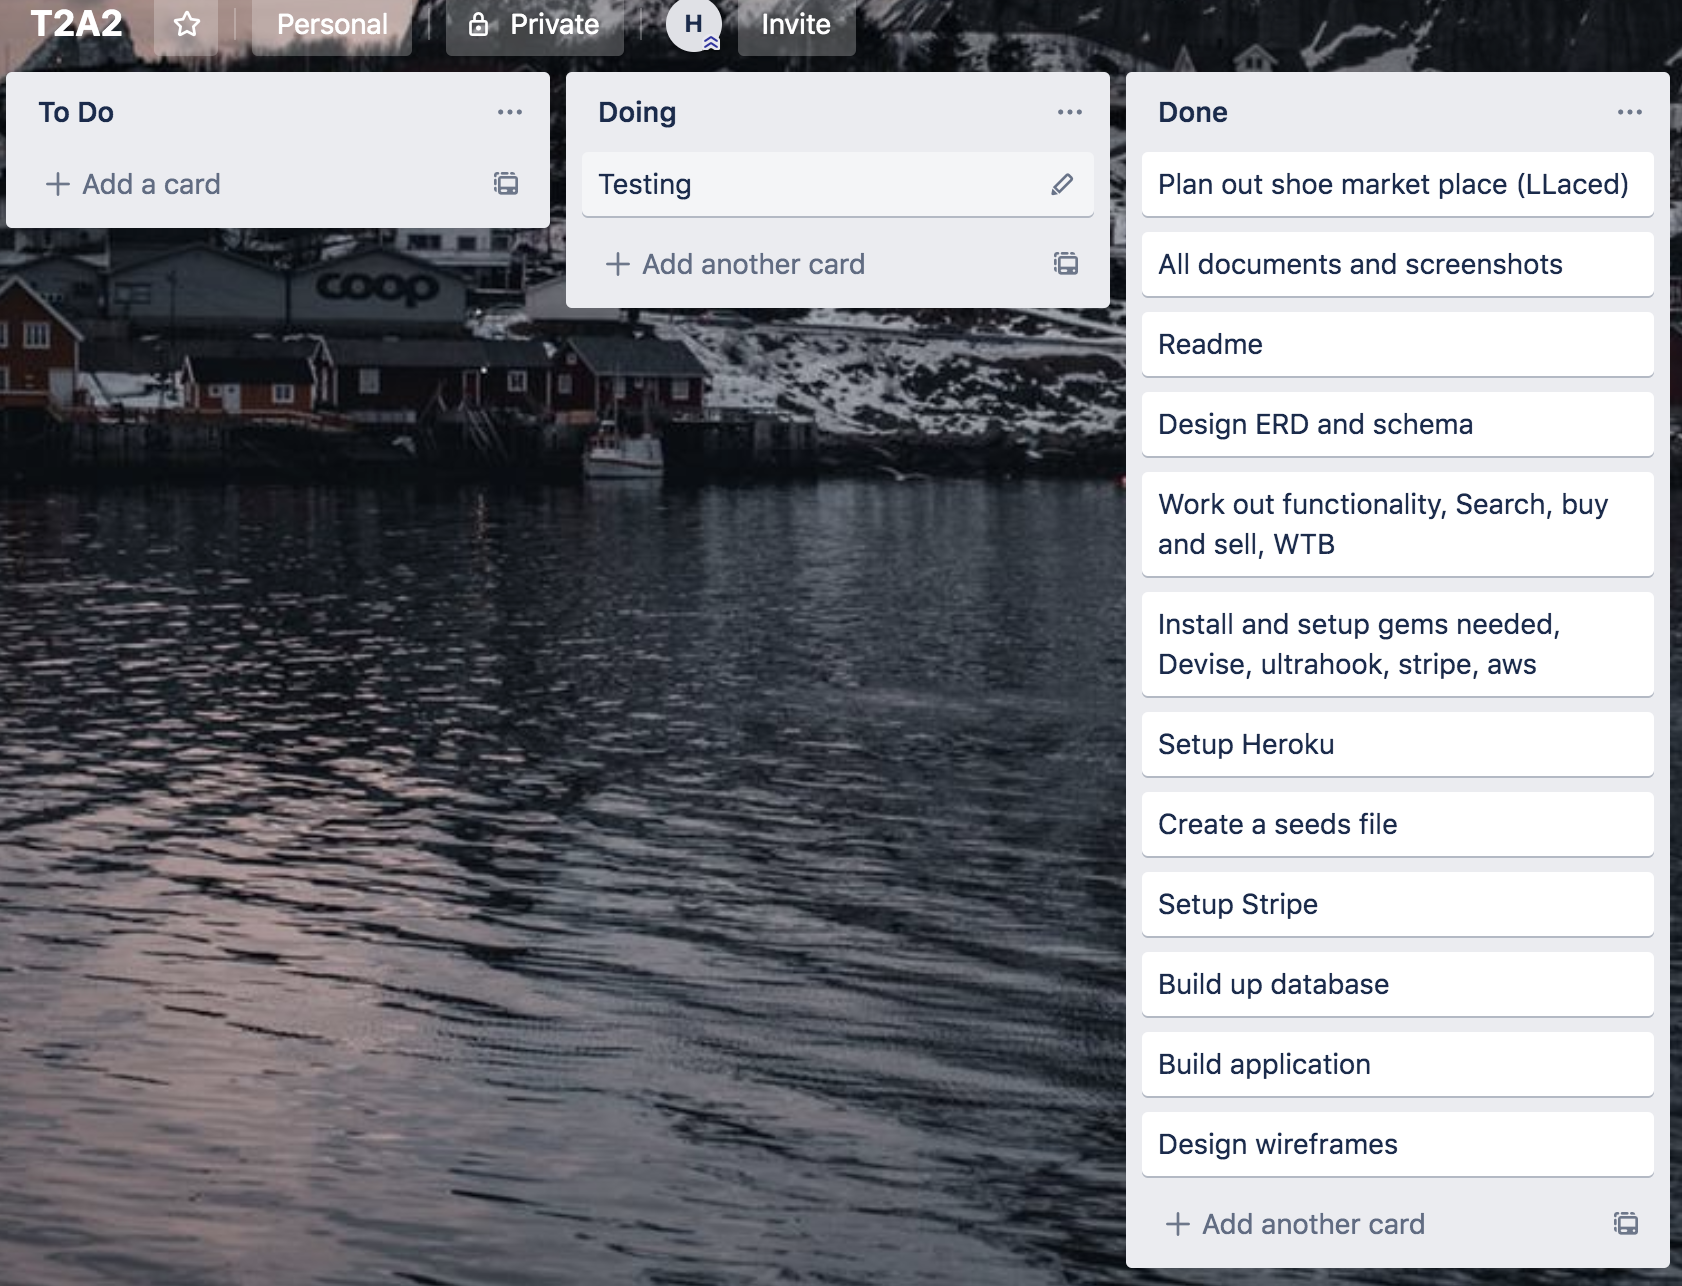 T2A2
Personal
Private
H
Invite
To Do
Add a card
Doing
Testing
Add another card
Done
Plan out shoe market place (LLaced)
All documents and screenshots
Readme
Design ERD and schema
Work out functionality, Search, buy
and sell, WTB
Install and setup gems needed,
Devise, ultrahook, stripe, aws
Setup Heroku
Create a seeds file
Setup Stripe
Build up database
Build application
Design wireframes
Add another card
coop